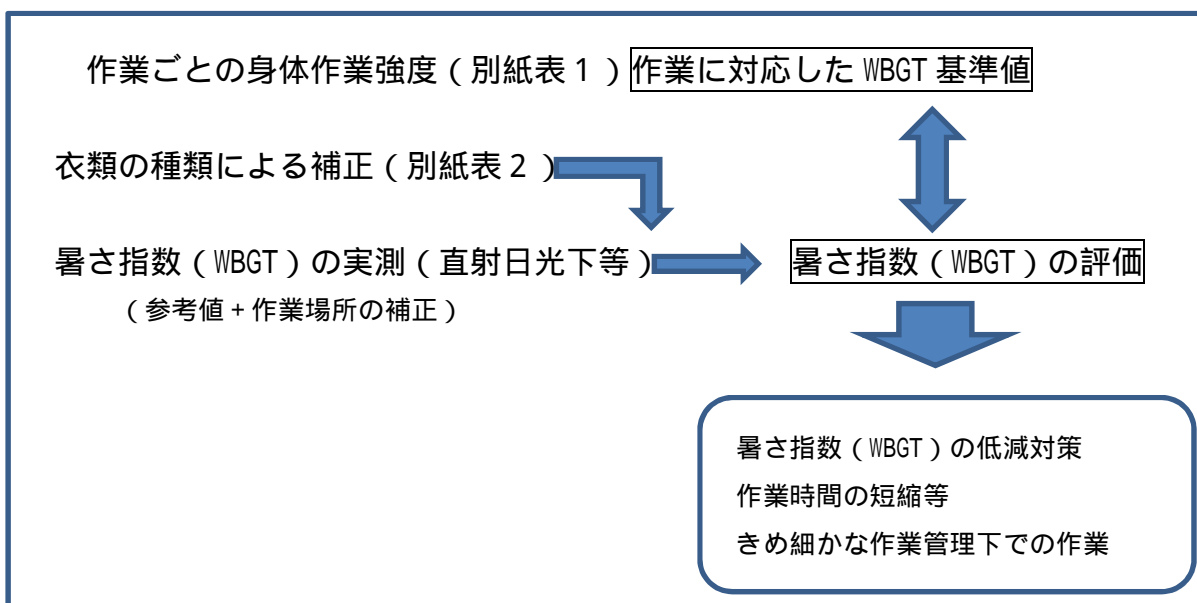 作業ごとの身体作業強度(別紙表1)作業に対応した WBGT 基準値
衣類の種類による補正(別紙表2)
暑さ指数(WBGT)の実測(直射日光下等) 暑さ指数(WBGT)の評価
(参考値+作業場所の補正)
暑さ指数(WBGT)の低減対策
作業時間の短縮等
きめ細かな作業管理下での作業